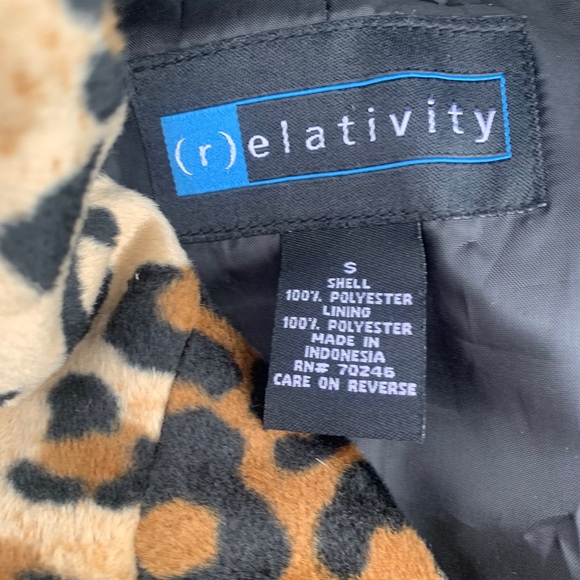 (r)elativity
S
SHELL
100% POLYESTER
LINING
100% POLYESTER
MADE IN
INDONESIA
RN# 70246
CARE ON REVERSE